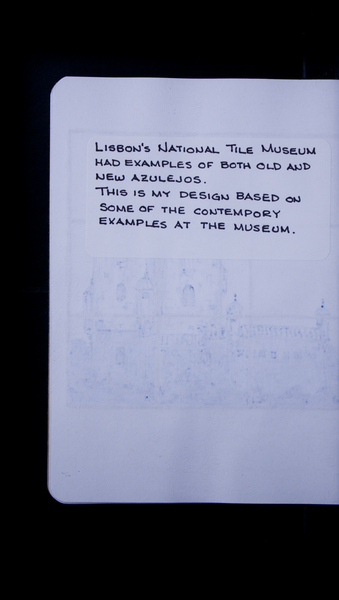 Lisbon's National Tile Museum
had examples of both old and
new azulejos.
This is my design based on
some of the contempory
examples at the museum.